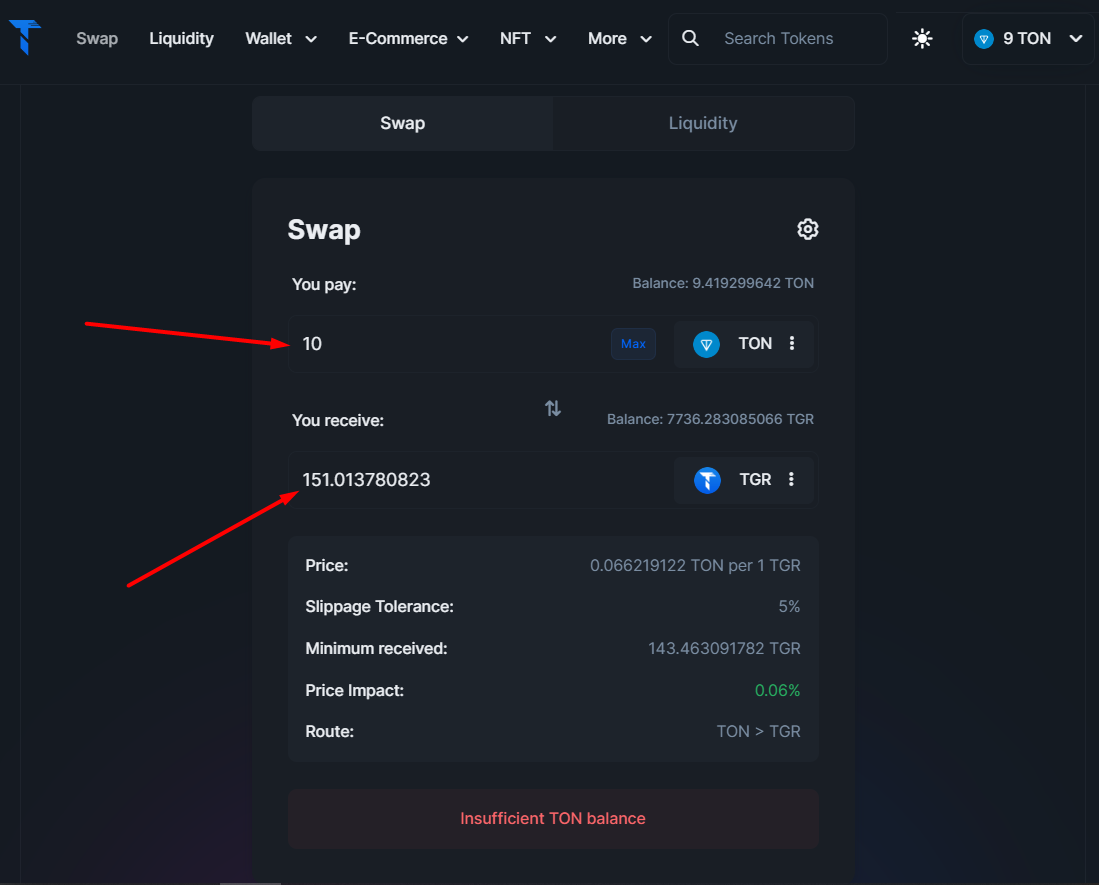 Swap Liquidity Wallet E-Commerce NFT More Search Tokens 9 TON
Swap Liquidity
Swap
You pay: Balance: 9.419299642 TON
10 Max TON
You receive: Balance: 7736.283085066 TGR
151.013780823 TGR
Price: 0.066219122 TON per 1 TGR
Slippage Tolerance: 5%
Minimum received: 143.463091782 TGR
Price Impact: 0.06%
Route: TON > TGR
Insufficient TON balance